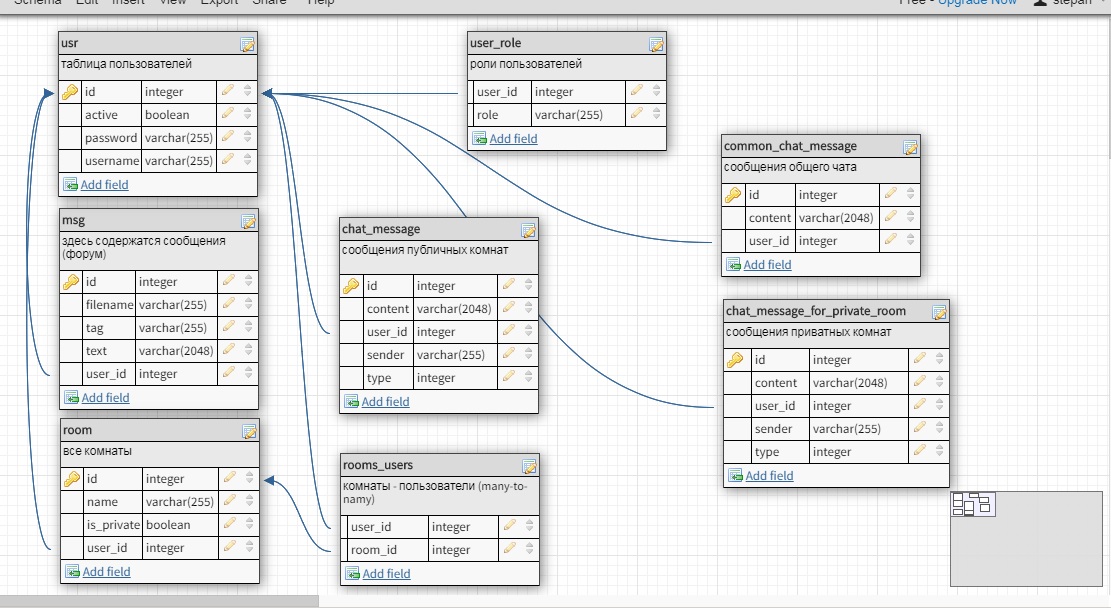 Schema Edit Insert View Export Share Help
Free - Upgrade Now stepan
usr
таблица пользователей
id integer
active boolean
password varchar(255)
username varchar(255)
Add field
user_role
роли пользователей
user_id integer
role varchar(255)
Add field
common_chat_message
сообщения общего чата
id integer
content varchar(2048)
user_id integer
Add field
msg
здесь содержатся сообщения
(форум)
id integer
filename varchar(255)
tag varchar(255)
text varchar(2048)
user_id integer
Add field
chat_message
сообщения публичных комнат
id integer
content varchar(2048)
user_id integer
sender varchar(255)
type integer
Add field
chat_message_for_private_room
сообщения приватных комнат
id integer
content varchar(2048)
user_id integer
sender varchar(255)
type integer
Add field
room
все комнаты
id integer
name varchar(255)
is_private boolean
user_id integer
Add field
rooms_users
комнаты - пользователи (many-to-
namy)
user_id integer
room_id integer
Add field